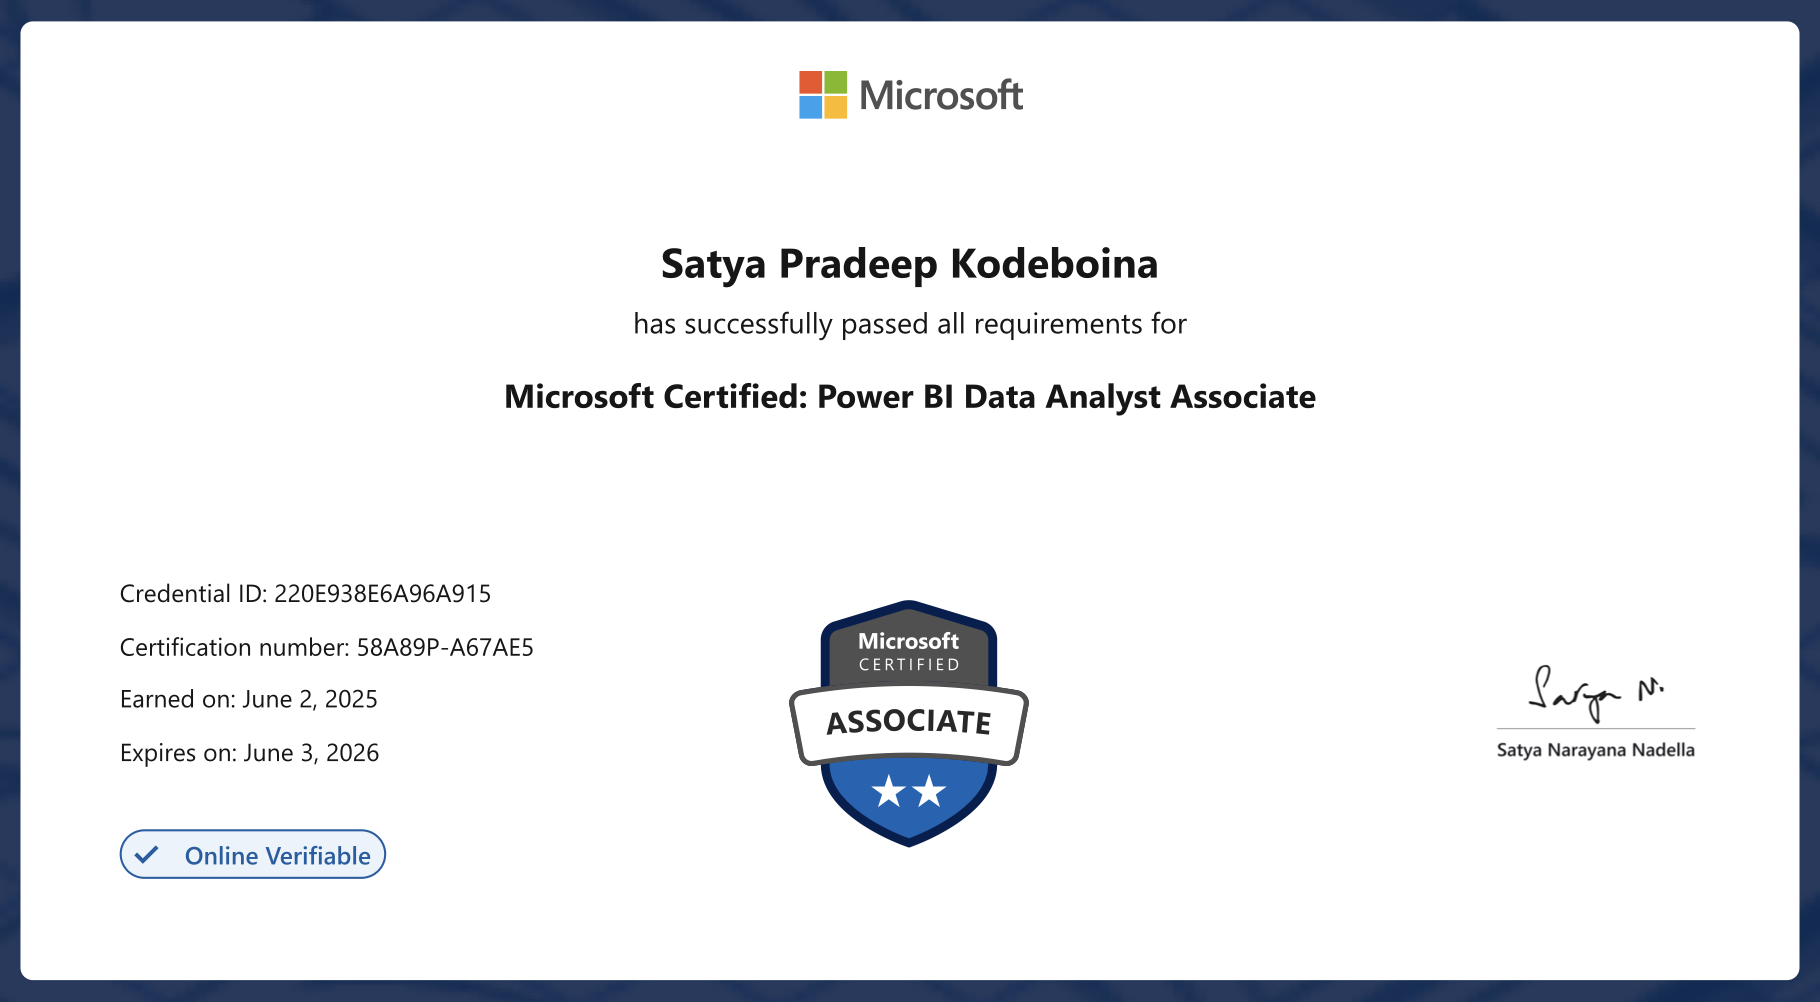 Microsoft
Satya Pradeep Kodeboina
has successfully passed all requirements for
Microsoft Certified: Power BI Data Analyst Associate
Credential ID: 220E938E6A96A915
Certification number: 58A89P-A67AE5
Earned on: June 2, 2025
Expires on: June 3, 2026
Online Verifiable
Microsoft
CERTIFIED
ASSOCIATE
Satya N.
Satya Narayana Nadella